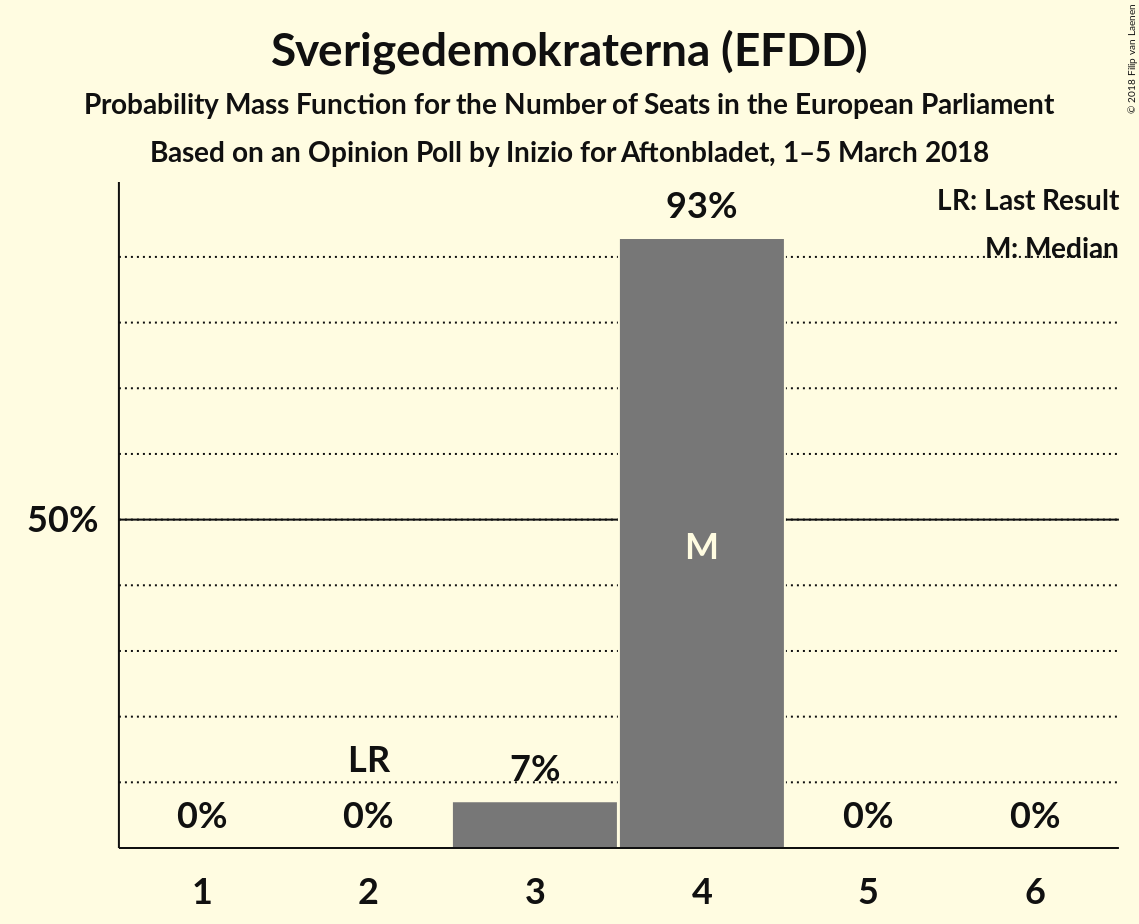 Sverigedemokraterna (EFDD)
Probability Mass Function for the Number of Seats in the European Parliament
Based on an Opinion Poll by Inizio for Aftonbladet, 1–5 March 2018
© 2018 Filip van Laenen
LR: Last Result
M: Median
93%
50%
M
LR
7%
0%
0%
0%
0%
1
2
3
4
5
6